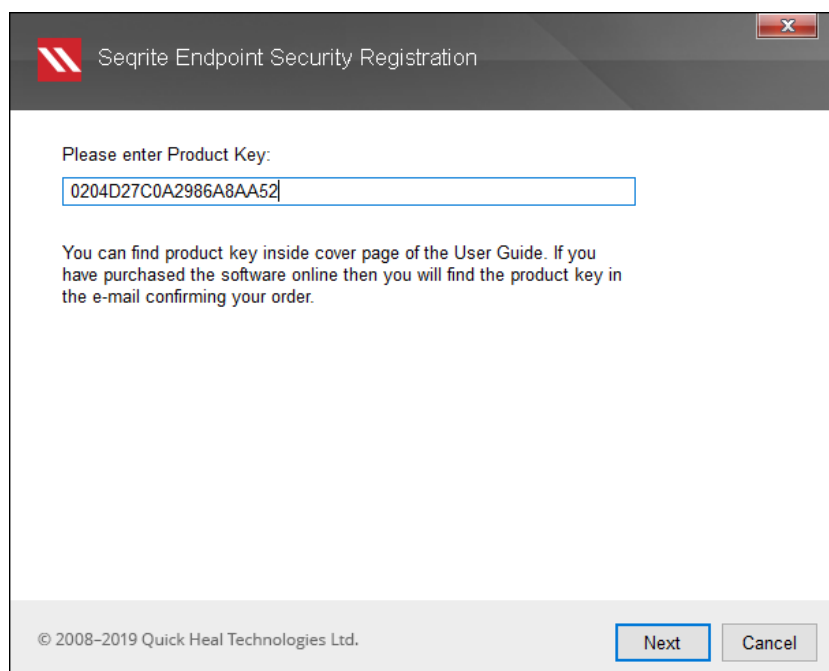 Seqrite Endpoint Security Registration
X
Please enter Product Key:
0204D27C0A2986A8AA52
You can find product key inside cover page of the User Guide. If you
have purchased the software online then you will find the product key in
the e-mail confirming your order.
© 2008–2019 Quick Heal Technologies Ltd.
Next
Cancel